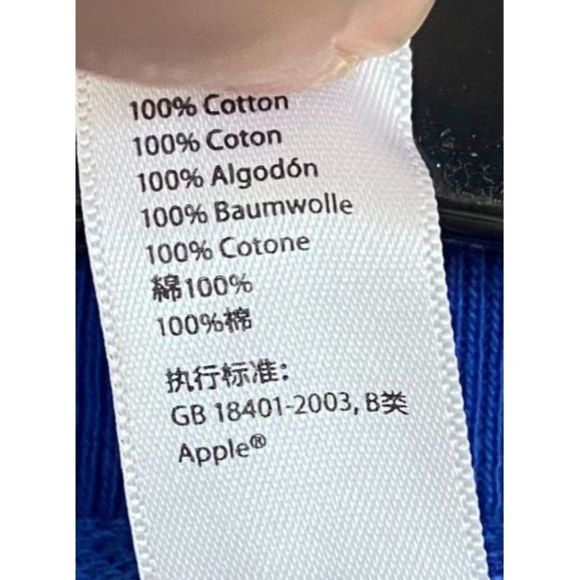 100% Cotton
100% Coton
100% Algodón
100% Baumwolle
100% Cotone
綿100%
100%棉
执行标准：
GB 18401-2003, B类
Apple®